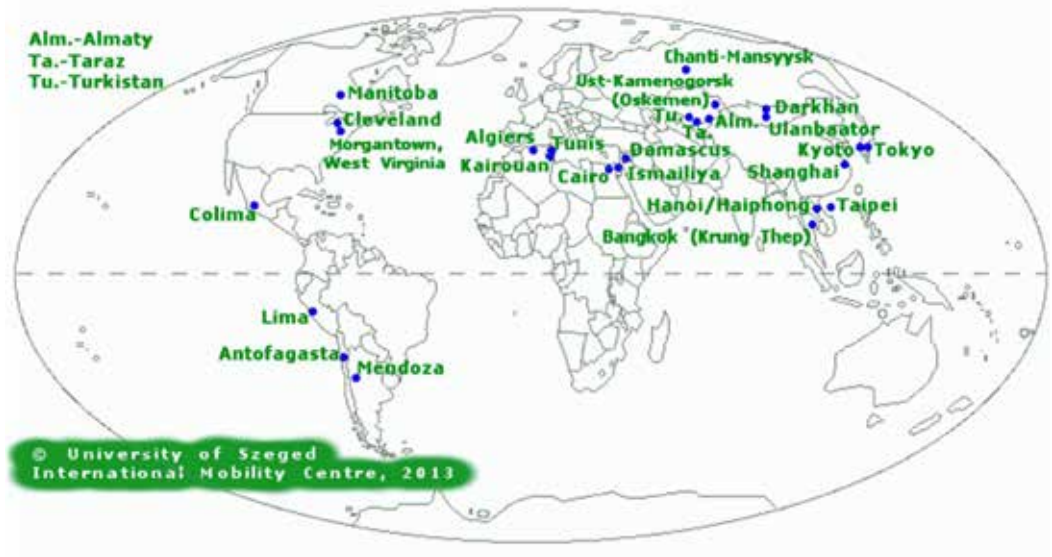 Alm.-Almaty
Ta.-Taraz
Tu.-Turkistan
Chanti-Mansyysk
Ust-Kamenogorsk
(Oskemen)
Manitoba
Darkhan
Tu.
Alm.
Cleveland
Ta.
Ulanbaator
Morgantown,
West Virginia
Algiers
Tunis
Damascus
Kyoto
Tokyo
Kairouan
Cairo
Ismailiya
Shanghai
Colima
Hanoi/Haiphong
Taipei
Bangkok (Krung Thep)
Lima
Antofagasta
Mendoza
© University of Szeged
International Mobility Centre, 2013